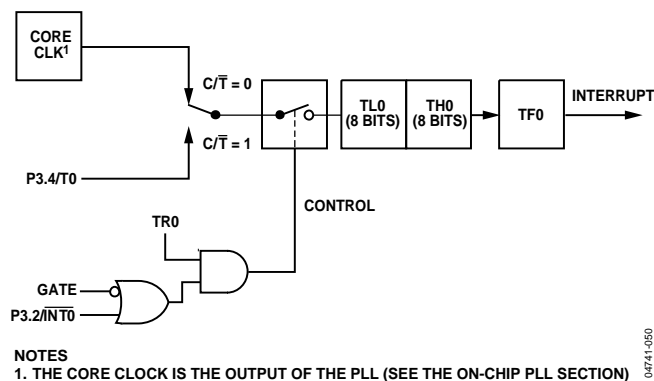 CORE
CLK¹
C/T̅ = 0
C/T̅ = 1
P3.4/T0
TL0
(8 BITS)
TH0
(8 BITS)
TF0
INTERRUPT
CONTROL
TR0
GATE
P3.2/I̅N̅T̅0̅
NOTES
1. THE CORE CLOCK IS THE OUTPUT OF THE PLL (SEE THE ON-CHIP PLL SECTION)
04741-050